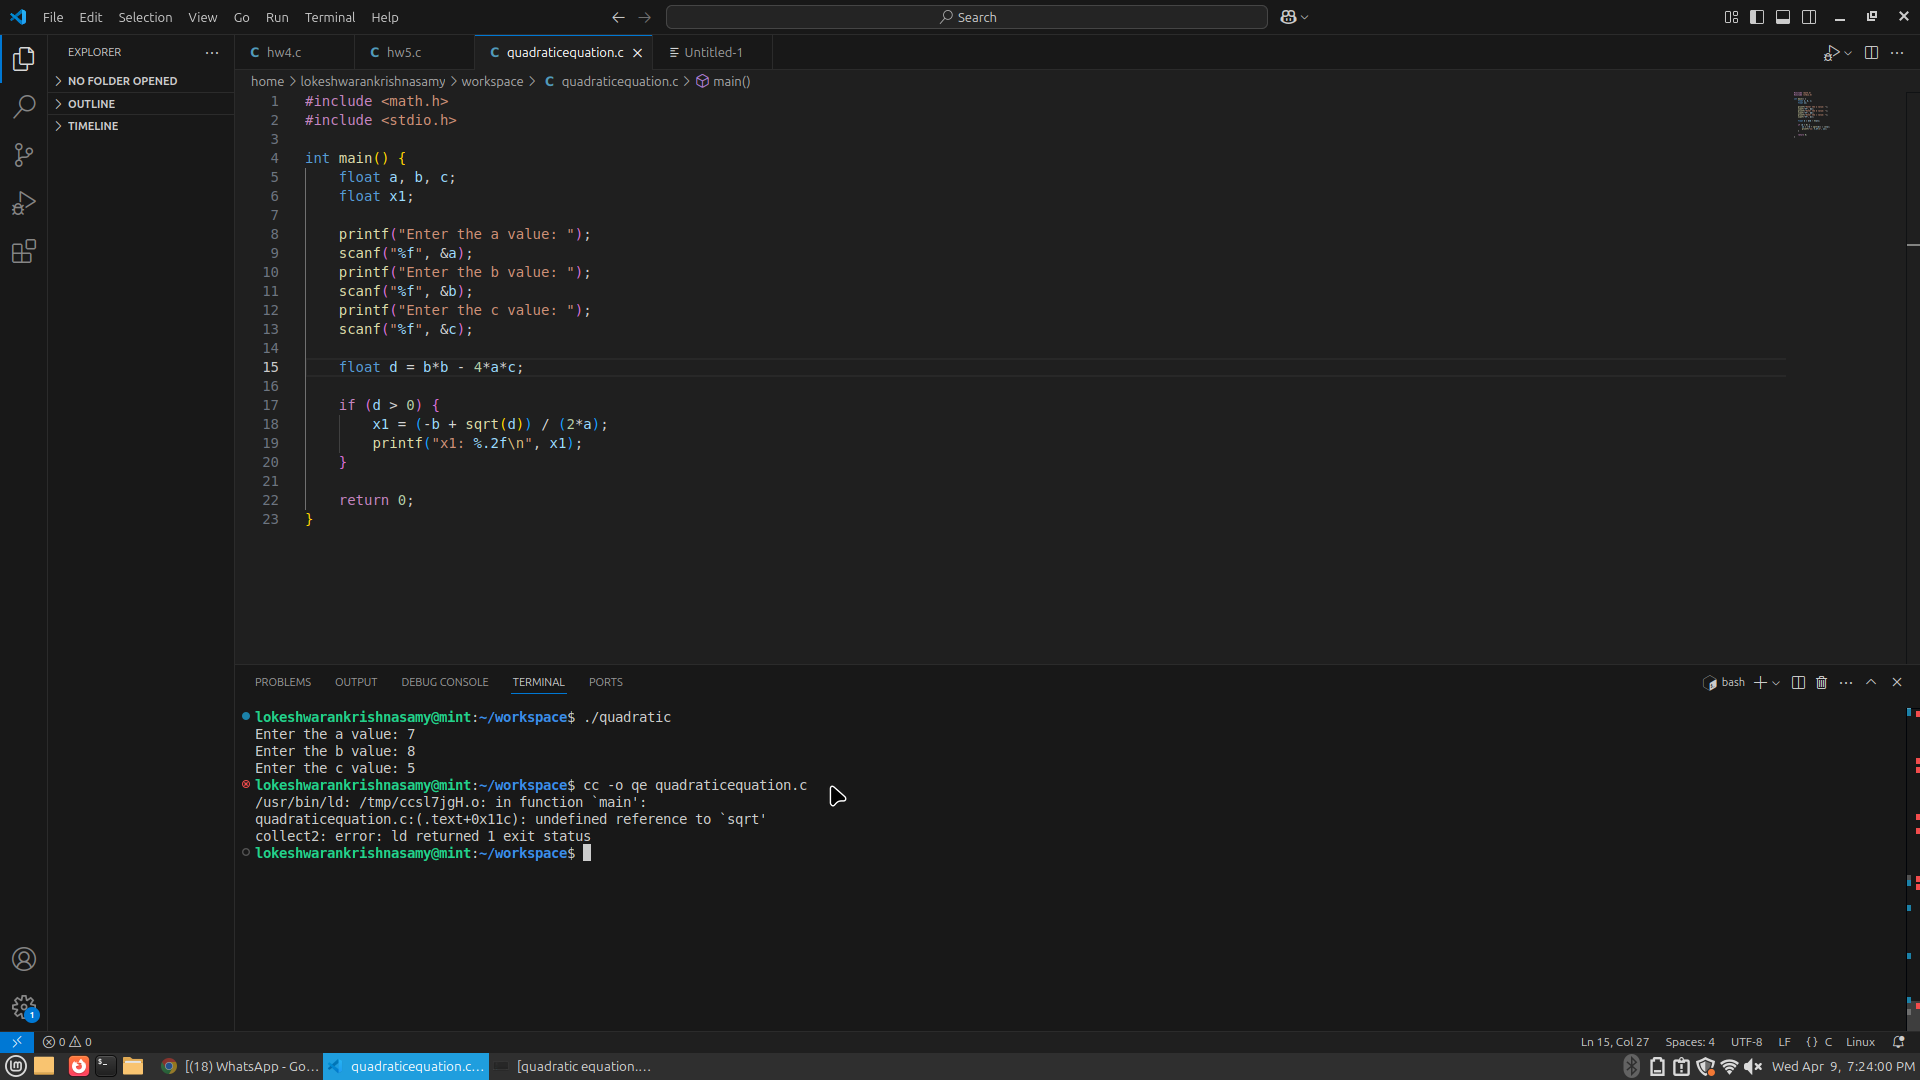 File Edit Selection View Go Run Terminal Help
Search
EXPLORER
NO FOLDER OPENED
OUTLINE
TIMELINE
hw4.c hw5.c quadraticequation.c Untitled-1
home > lokeshwarankrishnasamy > workspace > C quadraticequation.c > main()
1 #include <math.h>
2 #include <stdio.h>
3
4 int main() {
5     float a, b, c;
6     float x1;
7
8     printf("Enter the a value: ");
9     scanf("%f", &a);
10     printf("Enter the b value: ");
11     scanf("%f", &b);
12     printf("Enter the c value: ");
13     scanf("%f", &c);
14
15     float d = b*b - 4*a*c;
16
17     if (d > 0) {
18         x1 = (-b + sqrt(d)) / (2*a);
19         printf("x1: %.2f\n", x1);
20     }
21
22     return 0;
23 }
PROBLEMS OUTPUT DEBUG CONSOLE TERMINAL PORTS
bash
lokeshwarankrishnasamy@mint:~/workspace$ ./quadratic
Enter the a value: 7
Enter the b value: 8
Enter the c value: 5
lokeshwarankrishnasamy@mint:~/workspace$ cc -o qe quadraticequation.c
/usr/bin/ld: /tmp/ccsl7jgH.o: in function `main':
quadraticequation.c:(.text+0x11c): undefined reference to `sqrt'
collect2: error: ld returned 1 exit status
lokeshwarankrishnasamy@mint:~/workspace$
1
0 0
Ln 15, Col 27 Spaces: 4 UTF-8 LF {} C Linux
[(18) WhatsApp - Go... quadraticequation.c... [quadratic equation.... Wed Apr 9, 7:24:00 PM